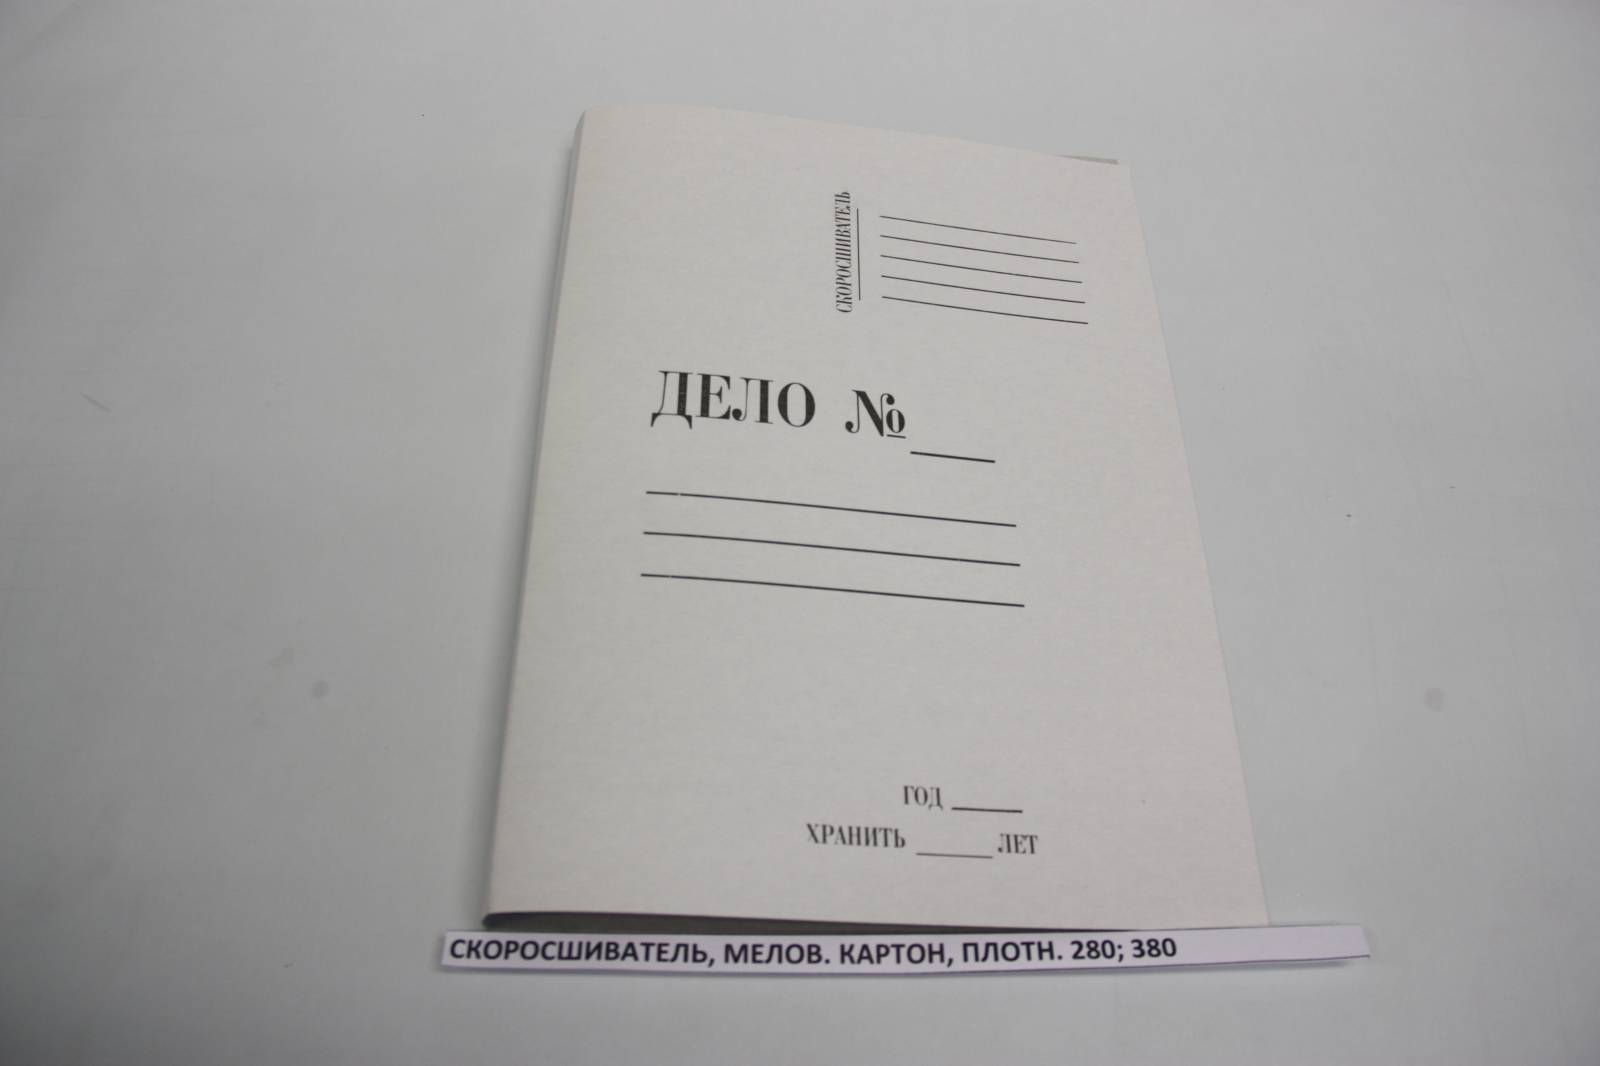 СКОРОСШИВАТЕЛЬ
ДЕЛО №
ГОД
ХРАНИТЬ ЛЕТ
СКОРОСШИВАТЕЛЬ, МЕЛОВ. КАРТОН, ПЛОТН. 280; 380